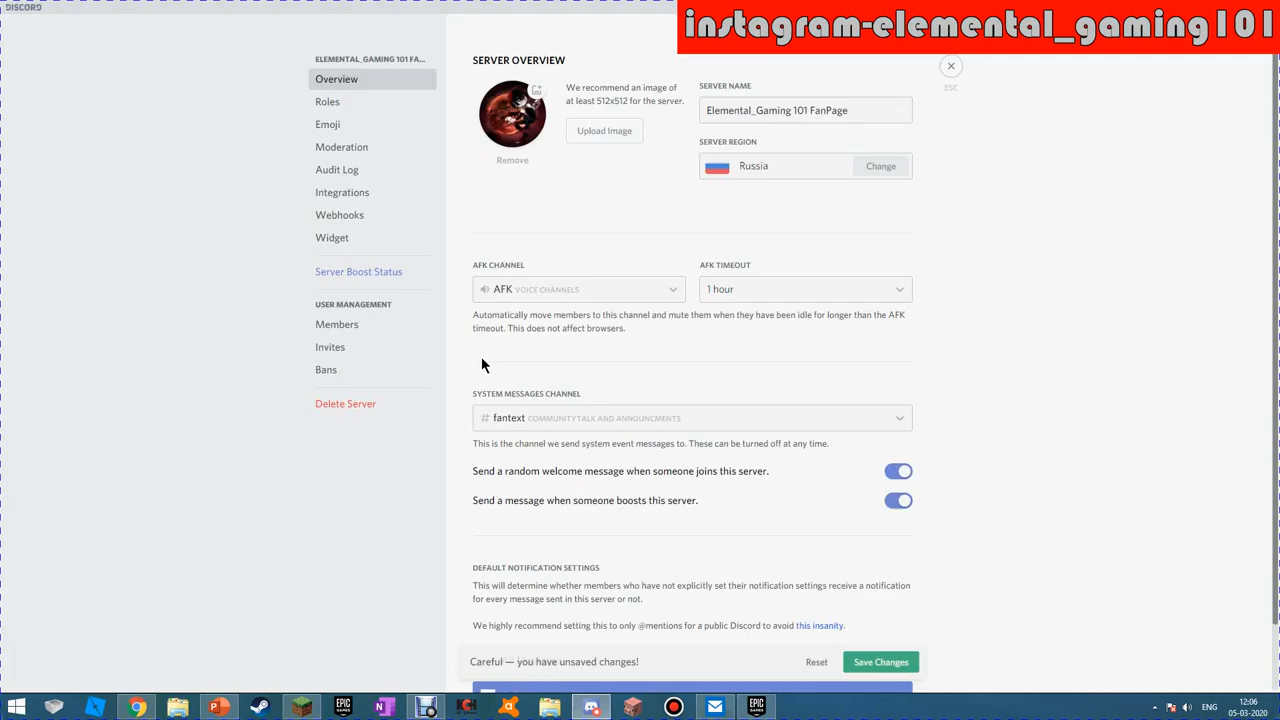 DISCORD
instagram-elemental_gaming101
ELEMENTAL_GAMING 101 FA...
Overview
Roles
Emoji
Moderation
Audit Log
Integrations
Webhooks
Widget
Server Boost Status
USER MANAGEMENT
Members
Invites
Bans
Delete Server
SERVER OVERVIEW
We recommend an image of
at least 512x512 for the server.
Upload Image
Remove
SERVER NAME
Elemental_Gaming 101 FanPage
SERVER REGION
Russia
Change
ESC
AFK CHANNEL
AFK VOICE CHANNELS
AFK TIMEOUT
1 hour
Automatically move members to this channel and mute them when they have been idle for longer than the AFK
timeout. This does not affect browsers.
SYSTEM MESSAGES CHANNEL
# fantext COMMUNITYTALK AND ANNOUNCMENTS
This is the channel we send system event messages to. These can be turned off at any time.
Send a random welcome message when someone joins this server.
Send a message when someone boosts this server.
DEFAULT NOTIFICATION SETTINGS
This will determine whether members who have not explicitly set their notification settings receive a notification
for every message sent in this server or not.
We highly recommend setting this to only @mentions for a public Discord to avoid this insanity.
Careful — you have unsaved changes!
Reset
Save Changes
EPIC
GAMES
EPIC
GAMES
ENG
12:06
05-03-2020